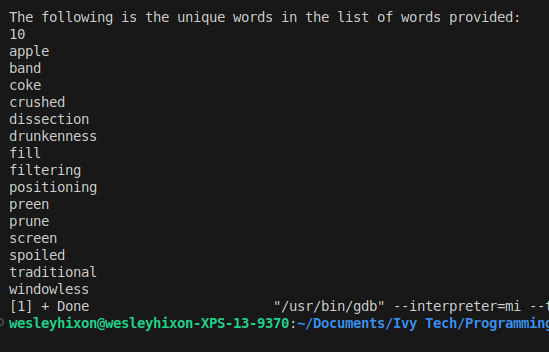 The following is the unique words in the list of words provided:
10
apple
band
coke
crushed
dissection
drunkenness
fill
filtering
positioning
preen
prune
screen
spoiled
traditional
windowless
[1] + Done                       "/usr/bin/gdb" --interpreter=mi
wesleyhixon@wesleyhixon-XPS-13-9370:~/Documents/Ivy Tech/Programming